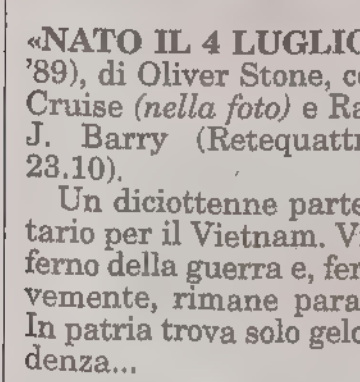 «NATO IL 4 LUGLIO
'89), di Oliver Stone, c
Cruise (nella foto) e Ra
J. Barry (Retequattr
23.10).
Un diciottenne parte
tario per il Vietnam. V
ferno della guerra e, fer
vemente, rimane para
In patria trova solo gelo
denza...